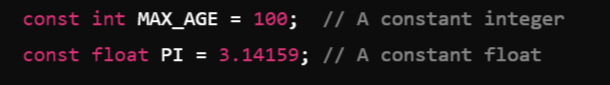 const int MAX_AGE = 100;  // A constant integer
const float PI = 3.14159; // A constant float